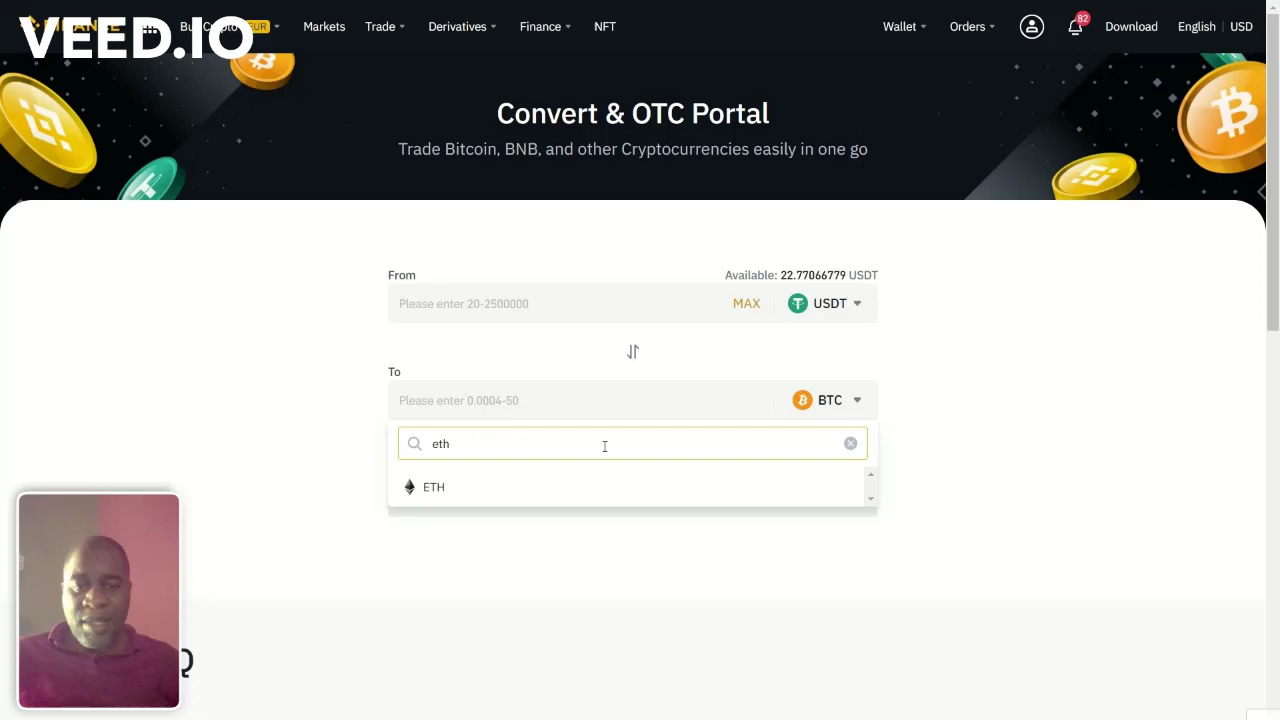 VEED.IO
EUR
Markets
Trade
Derivatives
Finance
NFT
Wallet
Orders
82
Download
English | USD
Convert & OTC Portal
Trade Bitcoin, BNB, and other Cryptocurrencies easily in one go
From
Available: 22.77066779 USDT
Please enter 20-2500000
MAX
USDT
To
Please enter 0.0004-50
BTC
eth
ETH
Q